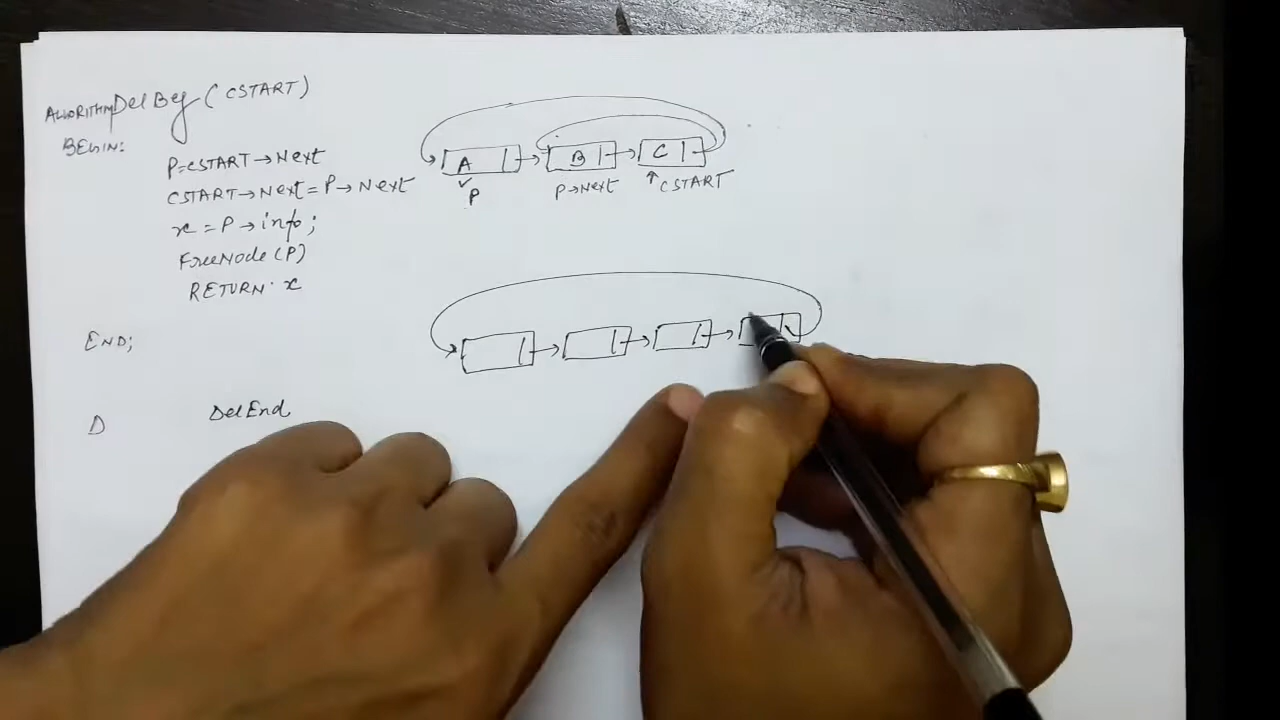 ALGORITHM DelBeg (CSTART)
BEGIN:
P=CSTART→Next
CSTART→Next=P→Next
x = P→info;
FreeNode(P)
RETURN x
END;
A B C
P P→Next ↑CSTART
D DelEnd